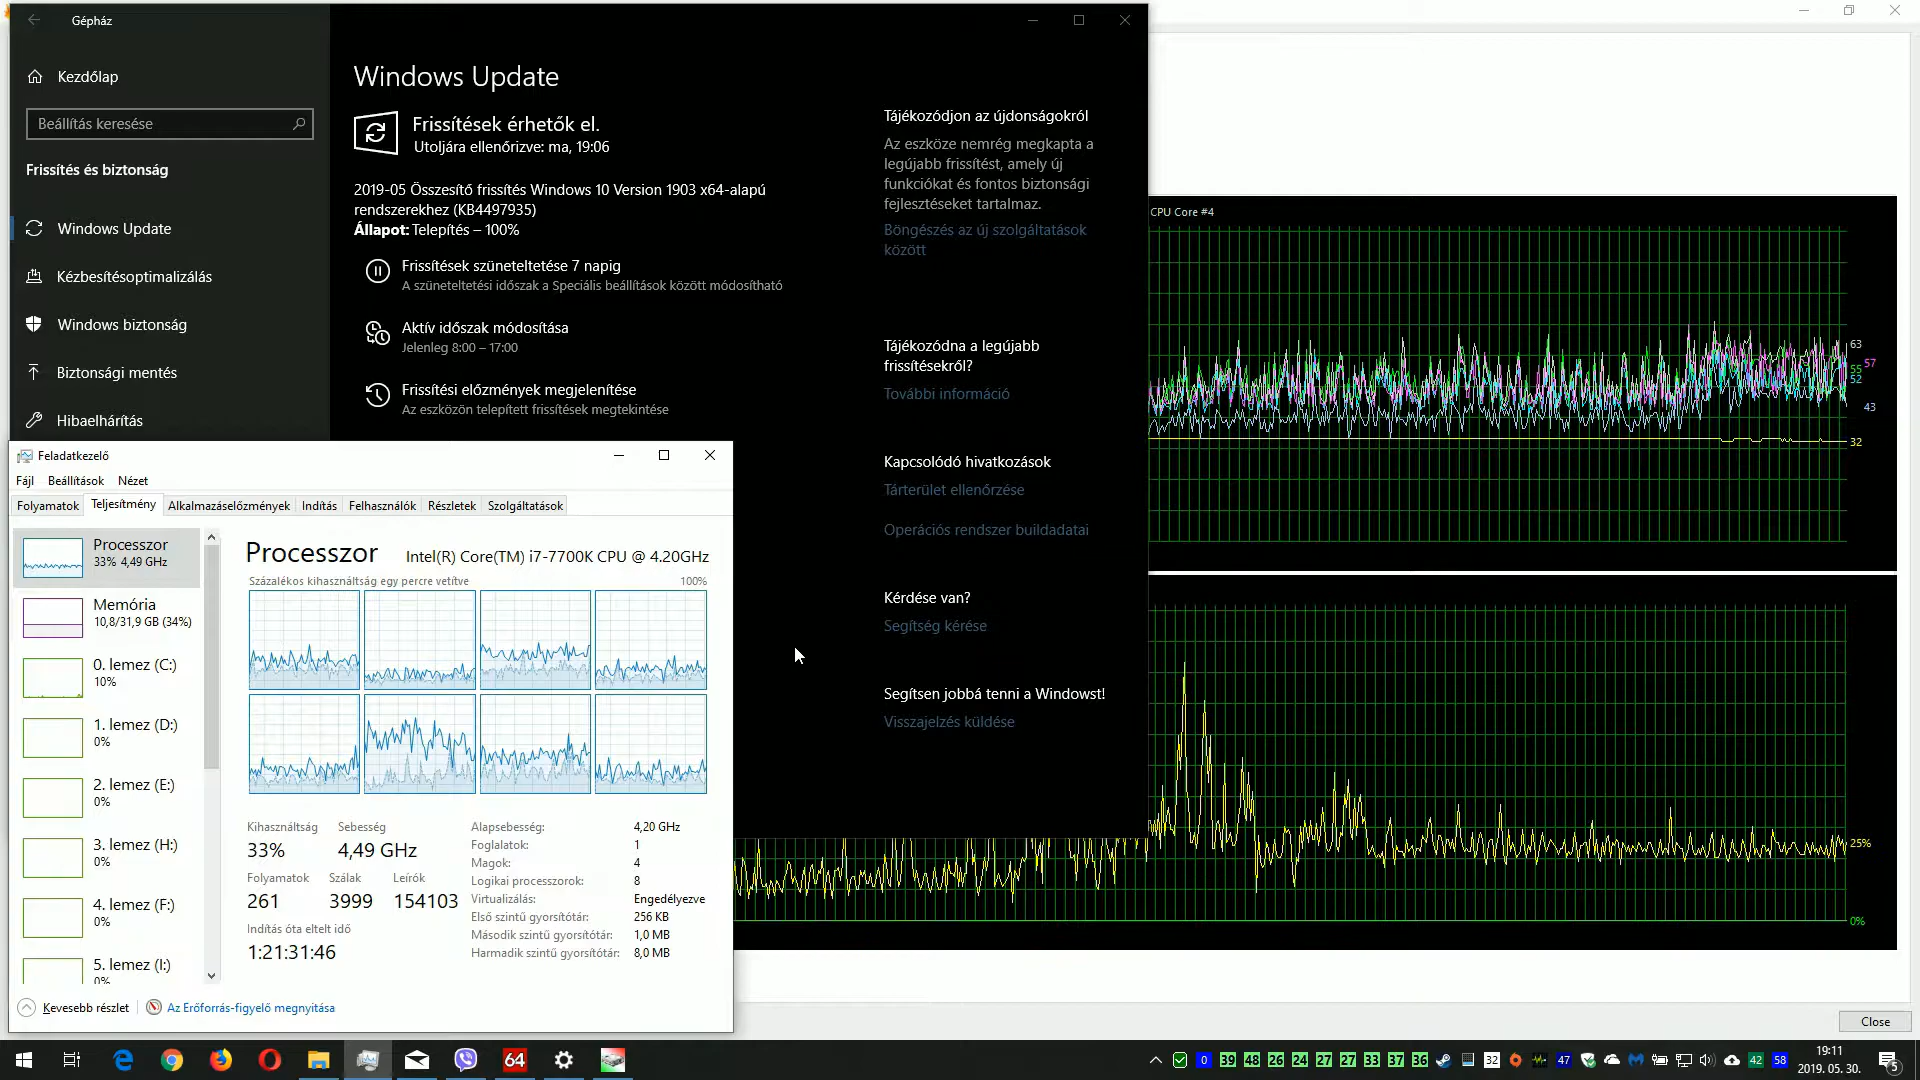 Gépház
Kezdőlap
Beállítás keresése
Frissítés és biztonság
Windows Update
Kézbesítésoptimalizálás
Windows biztonság
Biztonsági mentés
Hibaelhárítás
Windows Update
Frissítések érhetők el.
Utoljára ellenőrizve: ma, 19:06
2019-05 Összesítő frissítés Windows 10 Version 1903 x64-alapú
rendszerekhez (KB4497935)
Állapot: Telepítés – 100%
Frissítések szüneteltetése 7 napig
A szüneteltetési időszak a Speciális beállítások között módosítható
Aktív időszak módosítása
Jelenleg 8:00 – 17:00
Frissítési előzmények megjelenítése
Az eszközön telepített frissítések megtekintése
Tájékozódjon az újdonságokról
Az eszköze nemrég megkapta a
legújabb frissítést, amely új
funkciókat és fontos biztonsági
fejlesztéseket tartalmaz.
Böngészés az új szolgáltatások
között
Tájékozódna a legújabb
frissítésekről?
További információ
Kapcsolódó hivatkozások
Tárterület ellenőrzése
Operációs rendszer buildadatai
Kérdése van?
Segítség kérése
Segítsen jobbá tenni a Windowst!
Visszajelzés küldése
CPU Core #4
63
57
55
52
43
32
25%
0%
Close
Feladatkezelő
Fájl Beállítások Nézet
Folyamatok Teljesítmény Alkalmazáselőzmények Indítás Felhasználók Részletek Szolgáltatások
Processzor
33% 4,49 GHz
Memória
10,8/31,9 GB (34%)
0. lemez (C:)
10%
1. lemez (D:)
0%
2. lemez (E:)
0%
3. lemez (H:)
0%
4. lemez (F:)
0%
5. lemez (I:)
0%
Processzor Intel(R) Core(TM) i7-7700K CPU @ 4.20GHz
Százalékos kihasználtság egy percre vetítve 100%
Kihasználtság Sebesség
33% 4,49 GHz
Folyamatok Szálak Leírók
261 3999 154103
Indítás óta eltelt idő
1:21:31:46
Alapsebesség: 4,20 GHz
Foglalatok: 1
Magok: 4
Logikai processzorok: 8
Virtualizálás: Engedélyezve
Első szintű gyorsítótár: 256 KB
Második szintű gyorsítótár: 1,0 MB
Harmadik szintű gyorsítótár: 8,0 MB
Kevesebb részlet Az Erőforrás-figyelő megnyitása
64 0 39 48 26 24 27 27 33 37 36 32 47 42 58
19:11
2019. 05. 30.
5